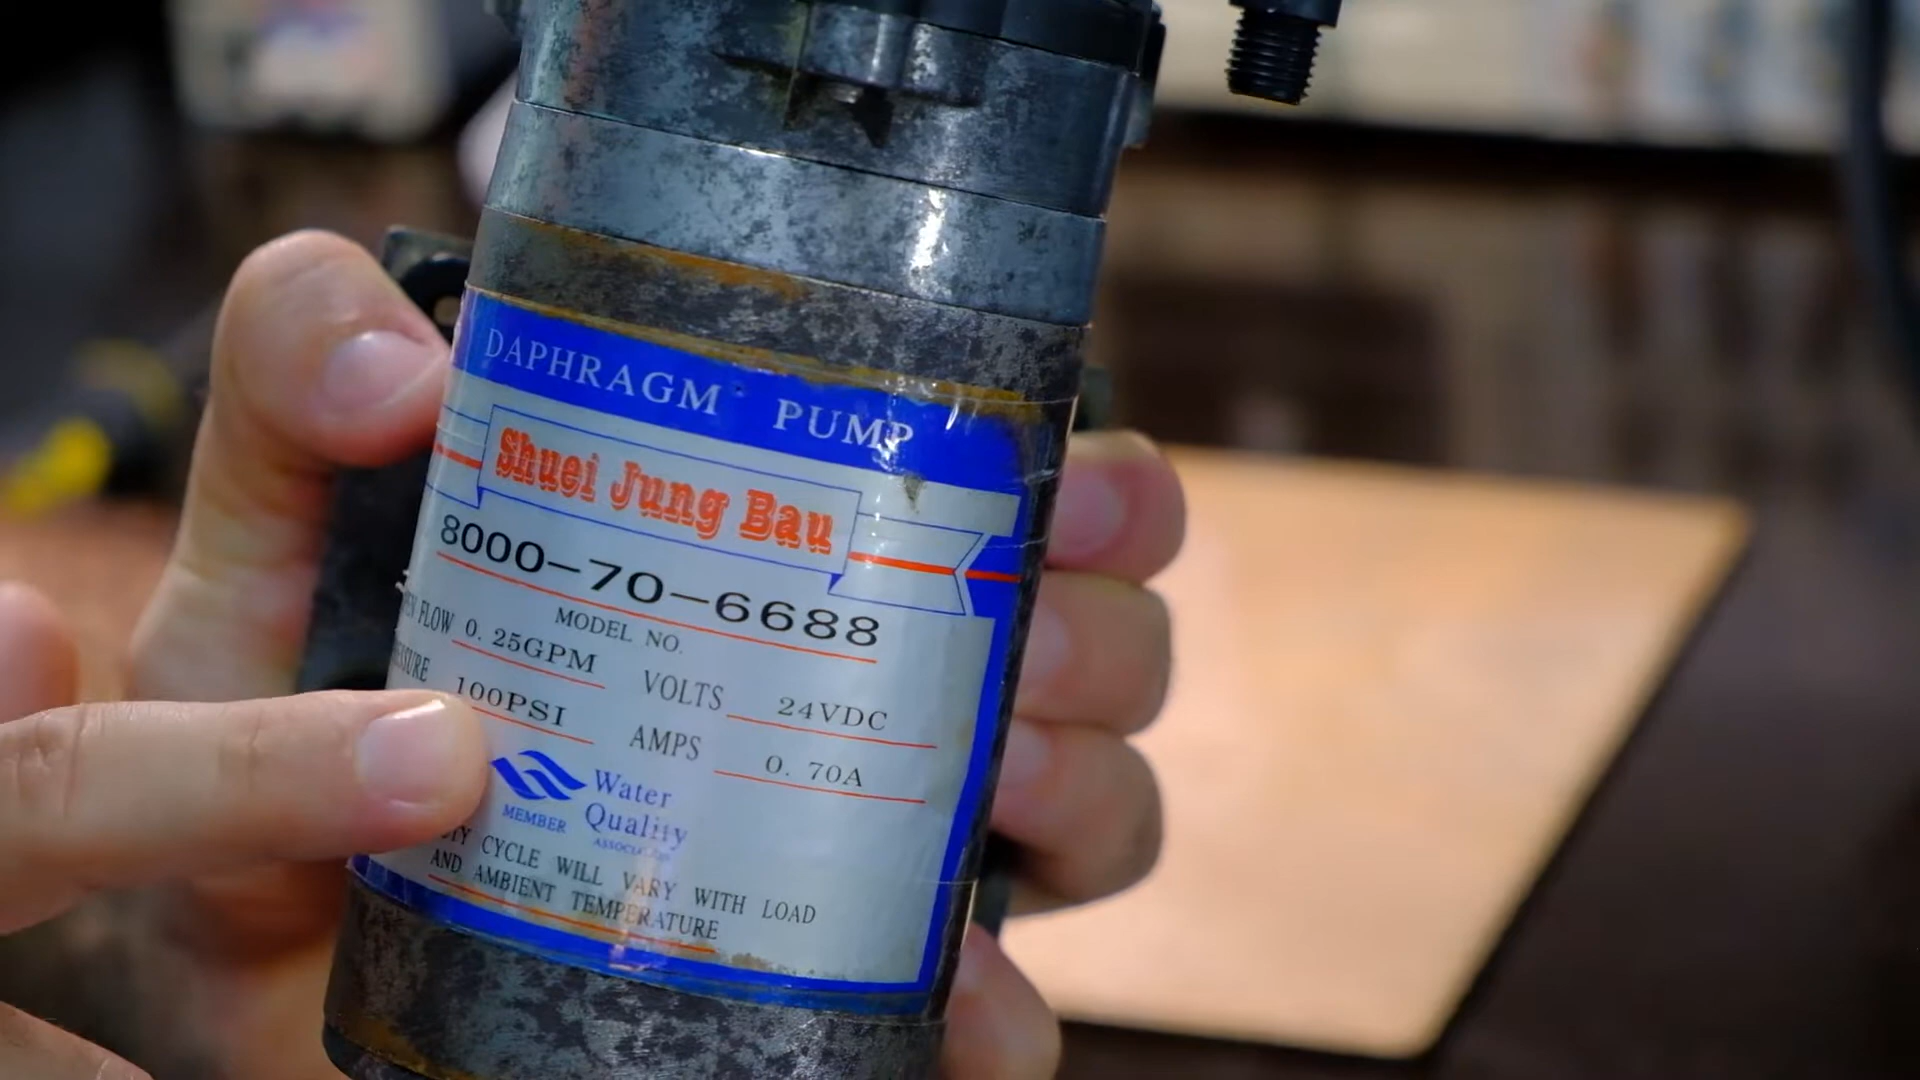 DAPHRAGM PUMP
Shuei Jung Bau
8000-70-6688
MODEL NO.
FLOW 0.25GPM VOLTS 24VDC
100PSI AMPS 0.70A
Water
Quality
MEMBER
CYCLE WILL VARY WITH LOAD
AND AMBIENT TEMPERATURE